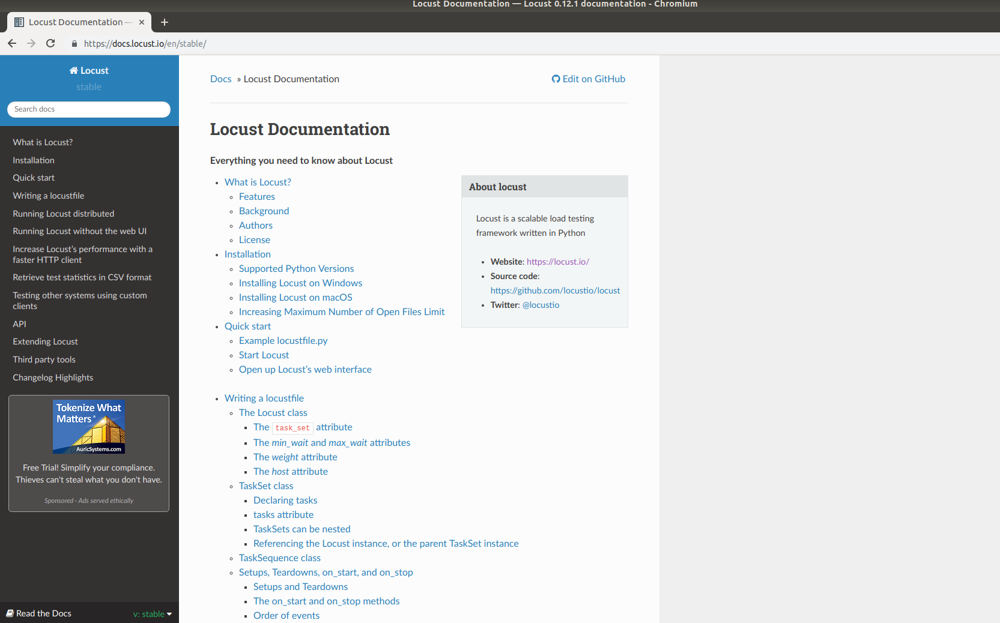 Locust Documentation — Locust 0.12.1 documentation - Chromium
Locust Documentation —
https://docs.locust.io/en/stable/
Locust
stable
Search docs
What is Locust?
Installation
Quick start
Writing a locustfile
Running Locust distributed
Running Locust without the web UI
Increase Locust's performance with a
faster HTTP client
Retrieve test statistics in CSV format
Testing other systems using custom
clients
API
Extending Locust
Third party tools
Changelog Highlights
Tokenize What
Matters®
AuricSystems.com
Free Trial! Simplify your compliance.
Thieves can't steal what you don't have.
Sponsored · Ads served ethically
Read the Docs
v: stable
Docs » Locust Documentation
Edit on GitHub
Locust Documentation
Everything you need to know about Locust
What is Locust?
Features
Background
Authors
License
Installation
Supported Python Versions
Installing Locust on Windows
Installing Locust on macOS
Increasing Maximum Number of Open Files Limit
Quick start
Example locustfile.py
Start Locust
Open up Locust's web interface
About locust
Locust is a scalable load testing
framework written in Python
Website: https://locust.io/
Source code:
https://github.com/locustio/locust
Twitter: @locustio
Writing a locustfile
The Locust class
The task_set attribute
The min_wait and max_wait attributes
The weight attribute
The host attribute
TaskSet class
Declaring tasks
tasks attribute
TaskSets can be nested
Referencing the Locust instance, or the parent TaskSet instance
TaskSequence class
Setups, Teardowns, on_start, and on_stop
Setups and Teardowns
The on_start and on_stop methods
Order of events